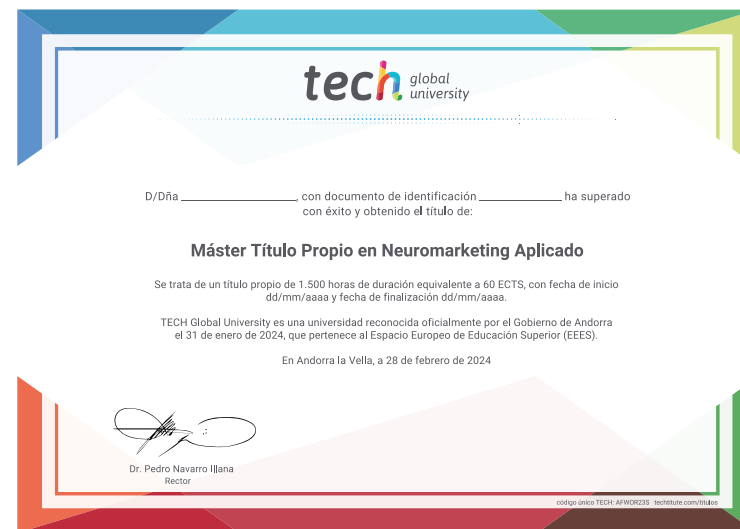 tech global university
D/Dña ______________, con documento de identificación __________ ha superado
con éxito y obtenido el título de:
Máster Título Propio en Neuromarketing Aplicado
Se trata de un título propio de 1.500 horas de duración equivalente a 60 ECTS, con fecha de inicio
dd/mm/aaaa y fecha de finalización dd/mm/aaaa.
TECH Global University es una universidad reconocida oficialmente por el Gobierno de Andorra
el 31 de enero de 2024, que pertenece al Espacio Europeo de Educación Superior (EEES).
En Andorra la Vella, a 28 de febrero de 2024
Dr. Pedro Navarro Illana
Rector
código único TECH: AFWOR23S techtitute.com/titulos